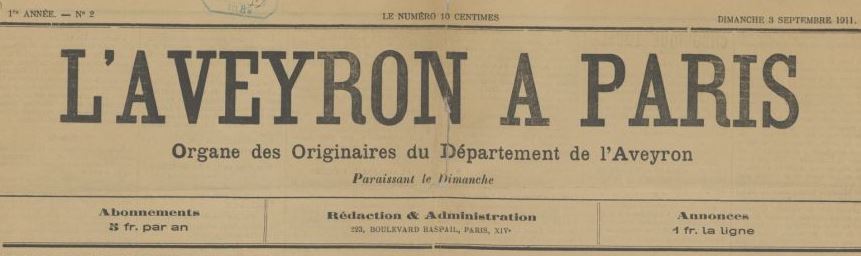 1re ANNÉE. — N° 2
LE NUMÉRO 10 CENTIMES
DIMANCHE 3 SEPTEMBRE 1911.
L'AVEYRON A PARIS
Organe des Originaires du Département de l'Aveyron
Paraissant le Dimanche
Abonnements
5 fr. par an
Rédaction & Administration
223, BOULEVARD RASPAIL, PARIS, XIVe
Annonces
1 fr. la ligne